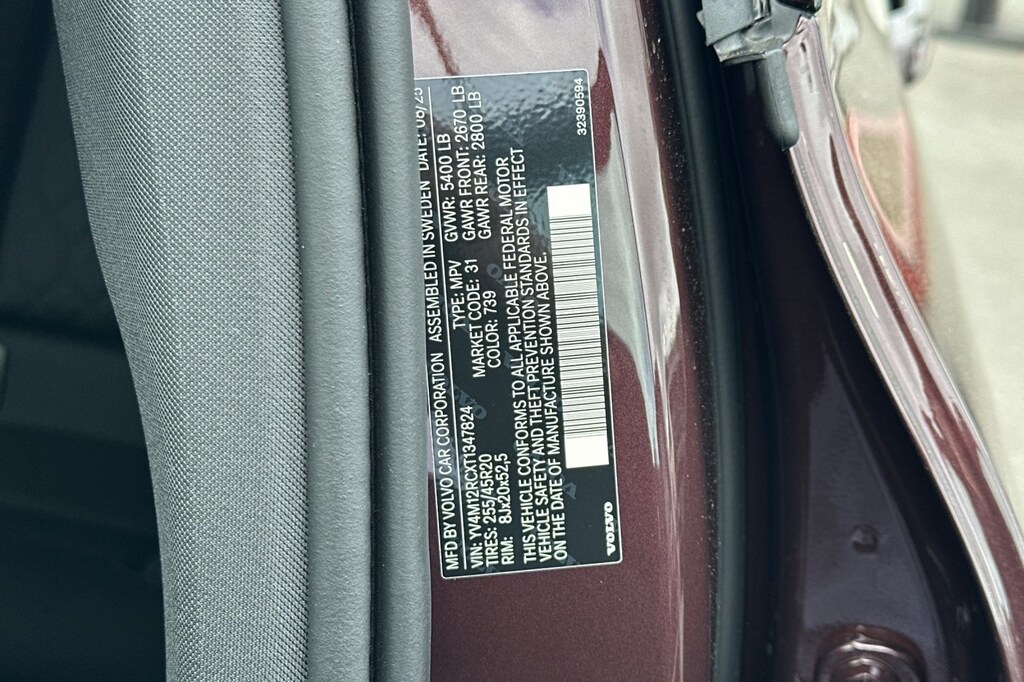 MFD BY VOLVO CAR CORPORATION ASSEMBLED IN SWEDEN DATE: 08/25
VIN: YV4M12RCXT1347824 TYPE: MPV GVWR: 5400 LB
TIRES: 255/45R20 MARKET CODE: 31 GAWR FRONT: 2670 LB
RIM: 8Jx20x52,5 COLOR: 739 GAWR REAR: 2800 LB
THIS VEHICLE CONFORMS TO ALL APPLICABLE FEDERAL MOTOR
VEHICLE SAFETY AND THEFT PREVENTION STANDARDS IN EFFECT
ON THE DATE OF MANUFACTURE SHOWN ABOVE.
VOLVO 32390594